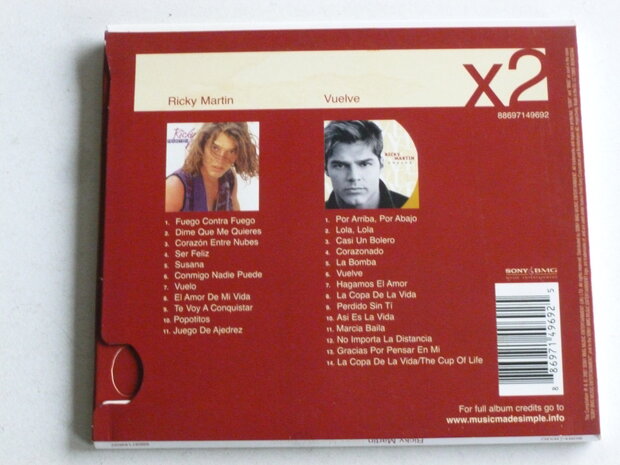 Ricky Martin
Vuelve
x2
88697149692
Ricky
RICKY
MARTIN
VUELVE
1. Fuego Contra Fuego
2. Dime Que Me Quieres
3. Corazón Entre Nubes
4. Ser Feliz
5. Susana
6. Conmigo Nadie Puede
7. Vuelo
8. El Amor De Mi Vida
9. Te Voy A Conquistar
10. Popotitos
11. Juego De Ajedrez
1. Por Arriba, Por Abajo
2. Lola, Lola
3. Casi Un Bolero
4. Corazonado
5. La Bomba
6. Vuelve
7. Hagamos El Amor
8. La Copa De La Vida
9. Perdido Sin Ti
10. Asi Es La Vida
11. Marcia Baila
12. No Importa La Distancia
13. Gracias Por Pensar En Mi
14. La Copa De La Vida/The Cup Of Life
SONY BMG
MUSIC ENTERTAINMENT
8 86971 49692 5
For full album credits go to
www.musicmadesimple.info
Ricky Martin